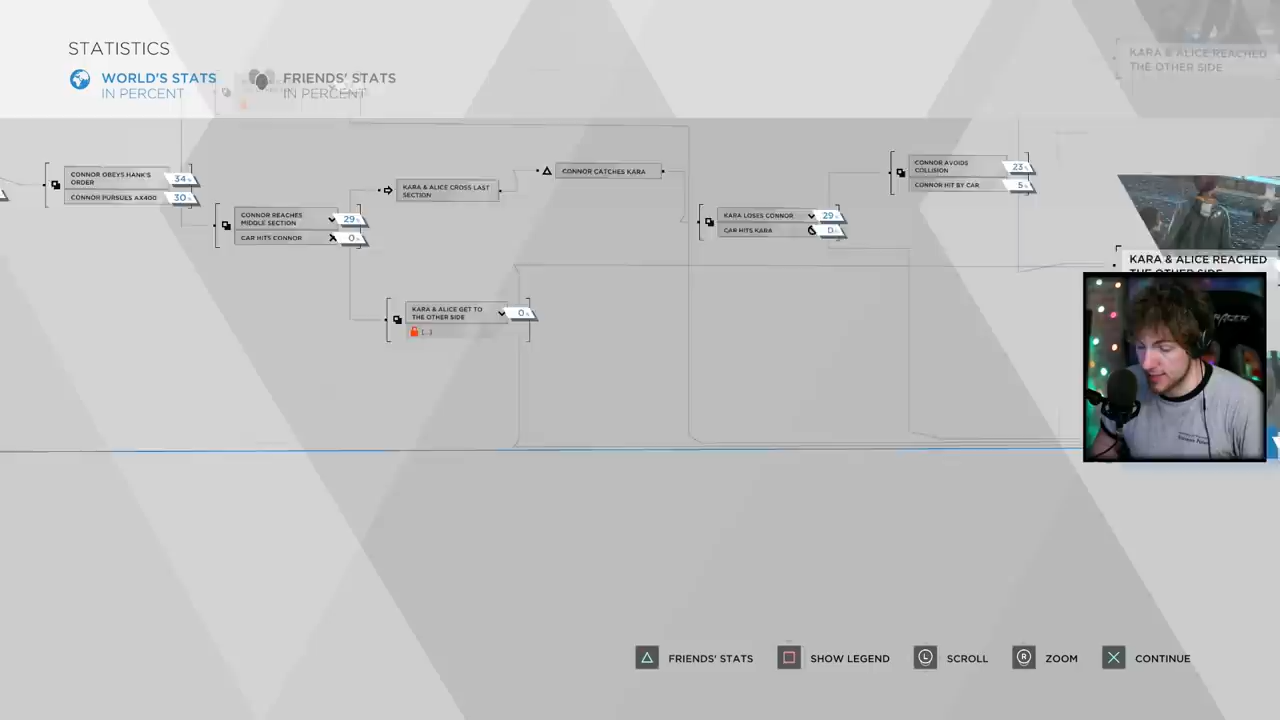 STATISTICS
WORLD'S STATS
IN PERCENT
FRIENDS' STATS
IN PERCENT
KARA & ALICE REACHED
THE OTHER SIDE
CONNOR OBEYS HANK'S
ORDER
34%
CONNOR PURSUES AX400
30%
CONNOR REACHES
MIDDLE SECTION
29%
CAR HITS CONNOR
0%
KARA & ALICE CROSS LAST
SECTION
CONNOR CATCHES KARA
KARA LOSES CONNOR
29%
CAR HITS KARA
0%
CONNOR AVOIDS
COLLISION
23%
CONNOR HIT BY CAR
5%
KARA & ALICE GET TO
THE OTHER SIDE
0%
[...]
KARA & ALICE REACHED
THE OTHER SIDE
FRIENDS' STATS
SHOW LEGEND
L
SCROLL
R
ZOOM
CONTINUE